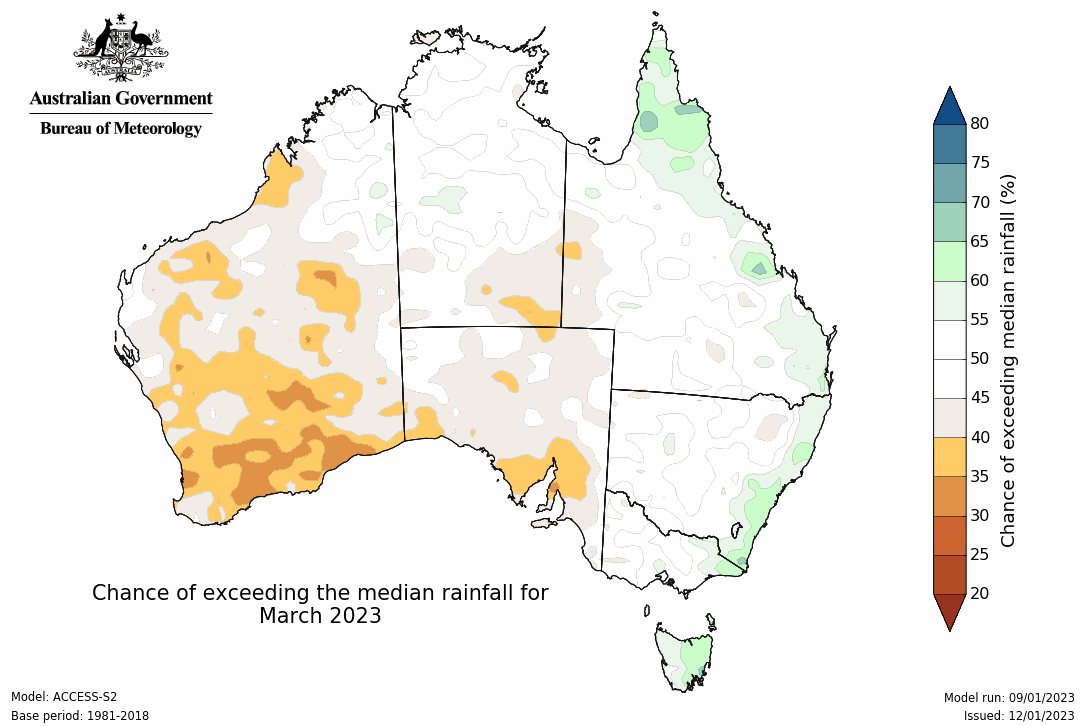 Australian Government
Bureau of Meteorology
80
75
70
65
60
55
50
45
40
35
30
25
20
Chance of exceeding median rainfall (%)
Chance of exceeding the median rainfall for
March 2023
Model: ACCESS-S2
Base period: 1981-2018
Model run: 09/01/2023
Issued: 12/01/2023